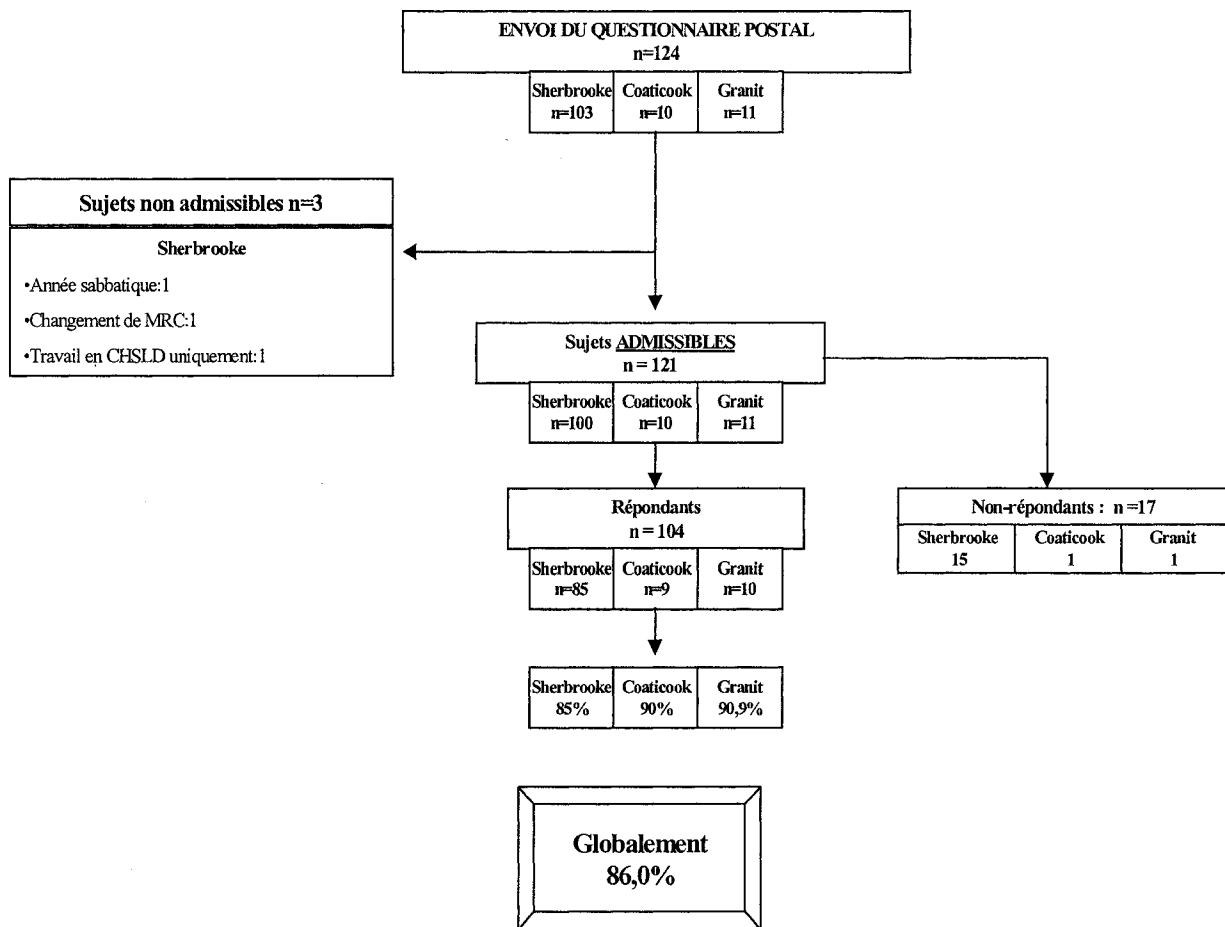 ENVOI DU QUESTIONNAIRE POSTAL
n=124
Sherbrooke Coaticook Granit
n=103 n=10 n=11
Sujets non admissibles n=3
Sherbrooke
•Année sabbatique:1
•Changement de MRC:1
•Travail en CHSLD uniquement:1
Sujets ADMISSIBLES
n = 121
Sherbrooke Coaticook Granit
n=100 n=10 n=11
Répondants
n = 104
Sherbrooke Coaticook Granit
n=85 n=9 n=10
Non-répondants : n =17
Sherbrooke Coaticook Granit
15 1 1
Sherbrooke Coaticook Granit
85% 90% 90,9%
Globalement
86,0%